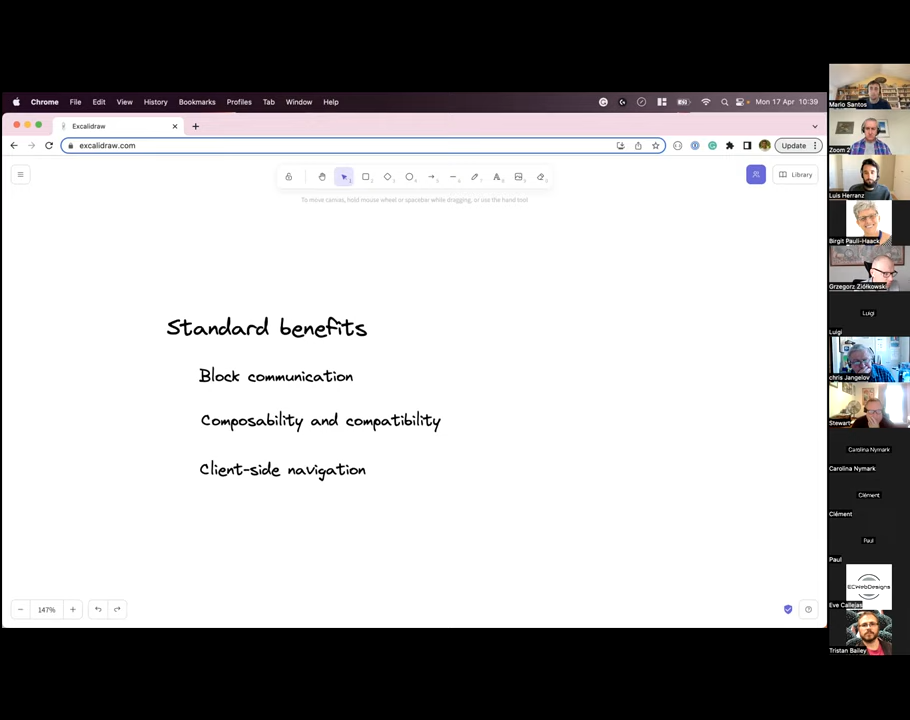 Chrome File Edit View History Bookmarks Profiles Tab Window Help Mon 17 Apr 10:39
Excalidraw
excalidraw.com Update
Library
To move canvas, hold mouse wheel or spacebar while dragging, or use the hand tool
Standard benefits
Block communication
Composability and compatibility
Client-side navigation
147%
Mario Santos
Zoom 2
Luis Herranz
Birgit Pauli-Haack
Grzegorz Ziółkowski
Luigi
Luigi
chris Jangelov
Stewart
Carolina Nymark
Carolina Nymark
Clément
Clément
Paul
Paul
ECWebDesigns
Eve Callejas
Tristan Bailey